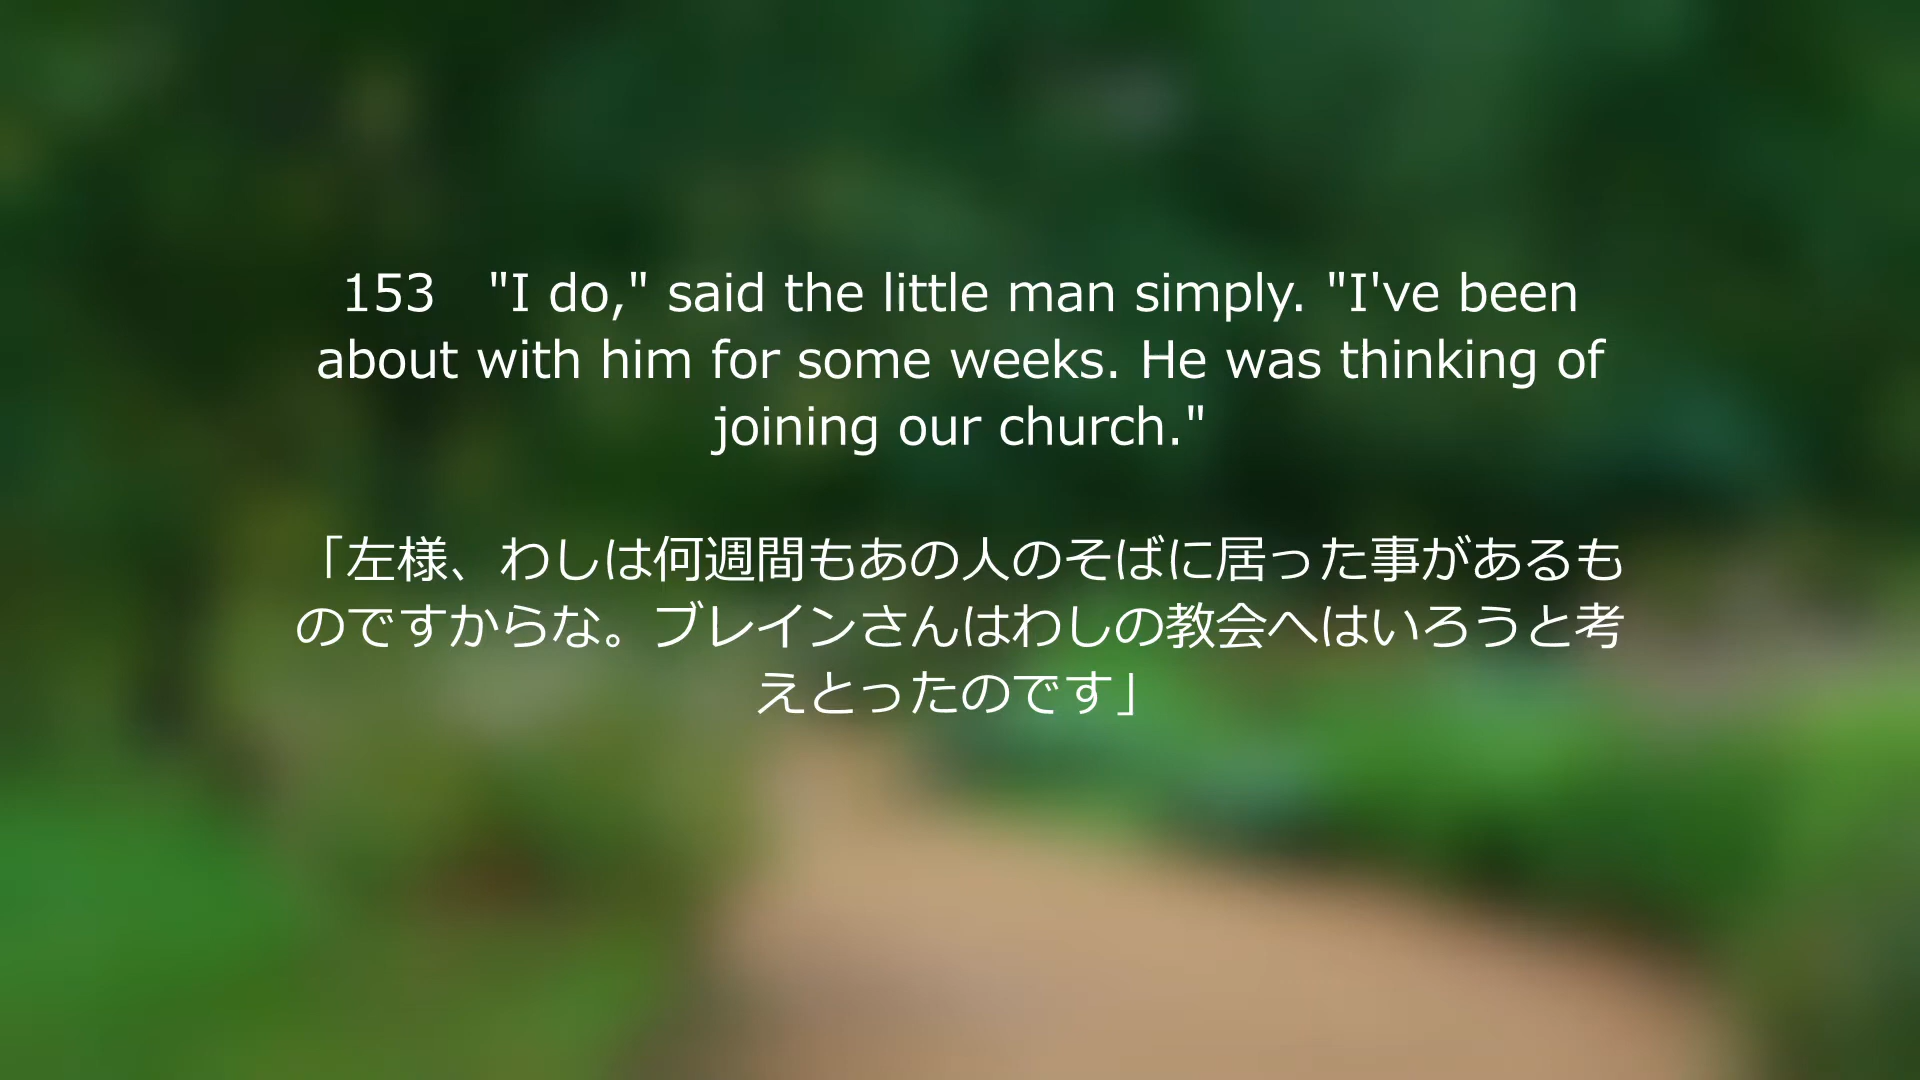 153　"I do," said the little man simply. "I've been
about with him for some weeks. He was thinking of
joining our church."
「左様、わしは何週間もあの人のそばに居った事があるも
のですからな。ブレインさんはわしの教会へはいろうと考
えとったのです」